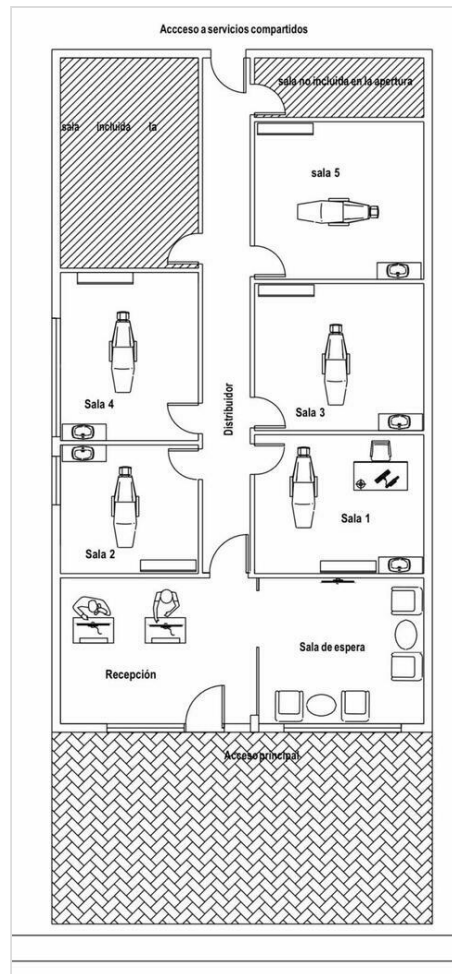 Accceso a servicios compartidos
sala no incluida en la apertura
sala incluida la
sala 5
Sala 4
Distribuidor
Sala 3
Sala 2
Sala 1
Recepción
Sala de espera
Acceso principal